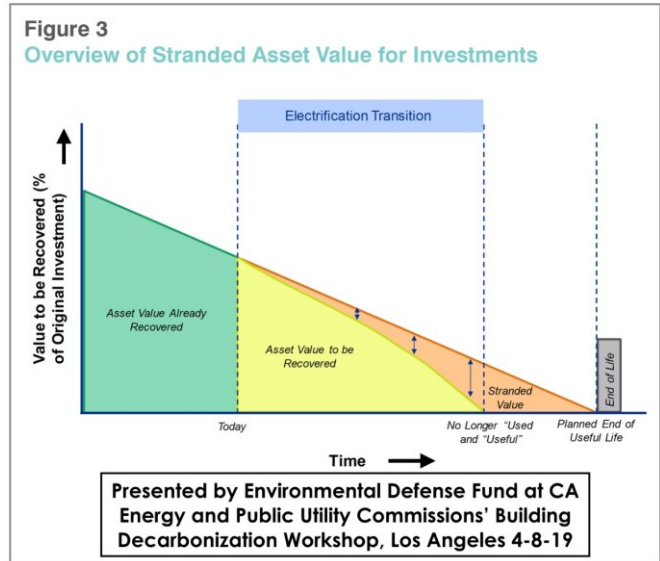 Figure 3
Overview of Stranded Asset Value for Investments
Electrification Transition
Value to be Recovered (%
of Original Investment)
Asset Value Already
Recovered
Asset Value to be
Recovered
Stranded
Value
End of Life
Today
No Longer "Used
and "Useful"
Planned End of
Useful Life
Time
Presented by Environmental Defense Fund at CA
Energy and Public Utility Commissions' Building
Decarbonization Workshop, Los Angeles 4-8-19